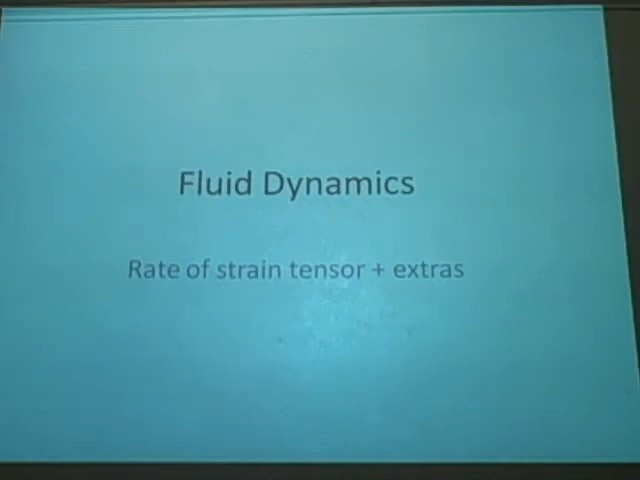 Fluid Dynamics
Rate of strain tensor + extras